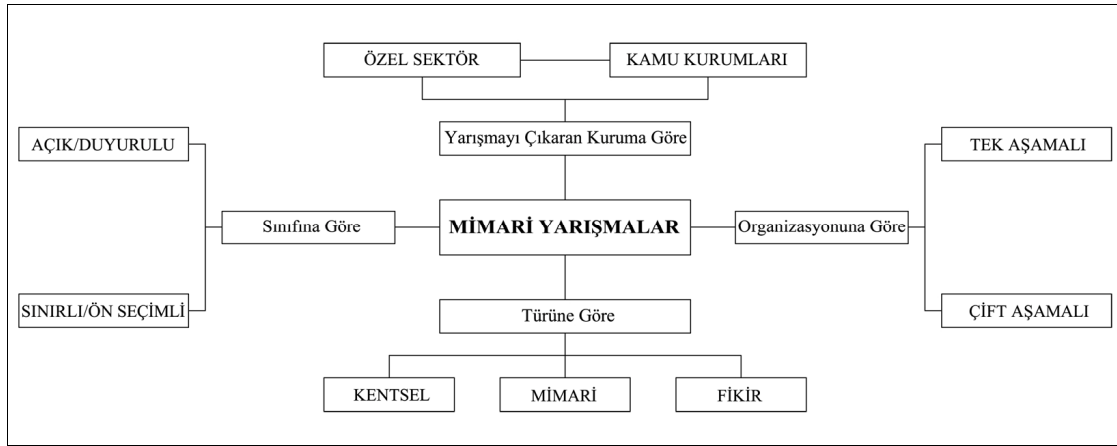 ÖZEL SEKTÖR
KAMU KURUMLARI
Yarışmayı Çıkaran Kuruma Göre
AÇIK/DUYURULU
TEK AŞAMALI
Sınıfına Göre
MİMARİ YARIŞMALAR
Organizasyonuna Göre
SINIRLI/ÖN SEÇİMLİ
ÇİFT AŞAMALI
Türüne Göre
KENTSEL
MİMARİ
FİKİR